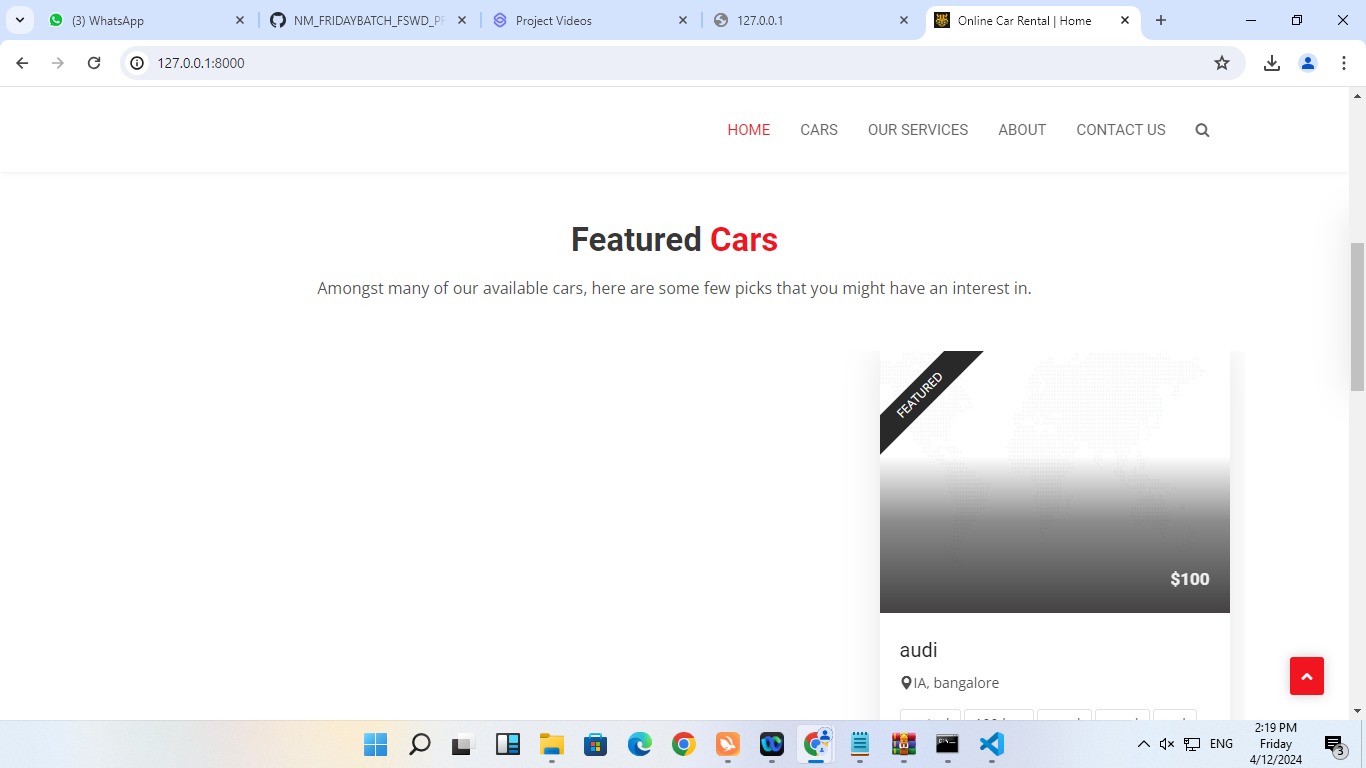 (3) WhatsApp
NM_FRIDAYBATCH_FSWD_
Project Videos
127.0.0.1
Online Car Rental | Home
127.0.0.1:8000
HOME CARS OUR SERVICES ABOUT CONTACT US
Featured Cars
Amongst many of our available cars, here are some few picks that you might have an interest in.
FEATURED
$100
audi
IA, bangalore
ENG
2:19 PM
Friday
4/12/2024
3